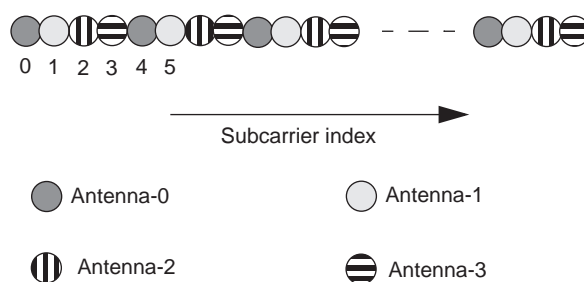 0 1 2 3 4 5
Subcarrier index
Antenna-0
Antenna-1
Antenna-2
Antenna-3